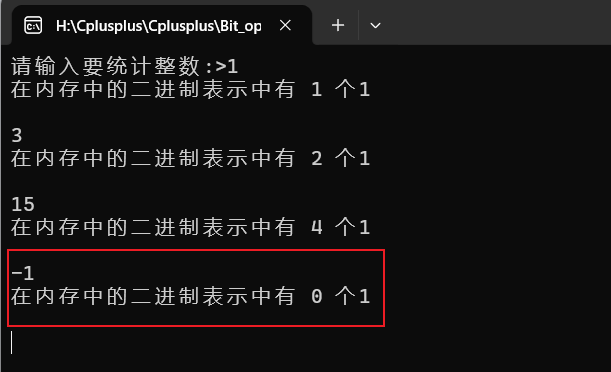 H:\Cplusplus\Cplusplus\Bit_op
请输入要统计整数:>1
在内存中的二进制表示中有 1 个1
3
在内存中的二进制表示中有 2 个1
15
在内存中的二进制表示中有 4 个1
-1
在内存中的二进制表示中有 0 个1